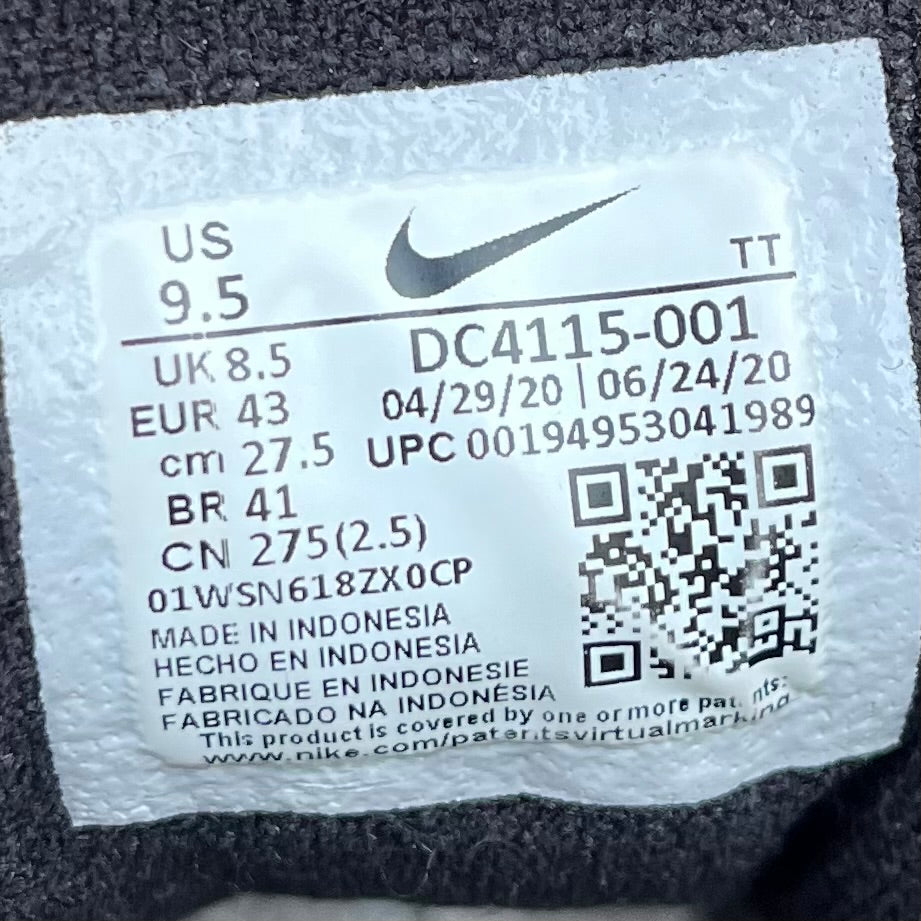 US
9.5
TT
UK 8.5
EUR 43
cm 27.5
BR 41
CN 275(2.5)
DC4115-001
04/29/20 | 06/24/20
UPC 00194953041989
01WSN618ZX0CP
MADE IN INDONESIA
HECHO EN INDONESIA
FABRIQUE EN INDONESIE
FABRICADO NA INDONÉSIA
This product is covered by one or more patents:
www.nike.com/patentsvirtualmarking